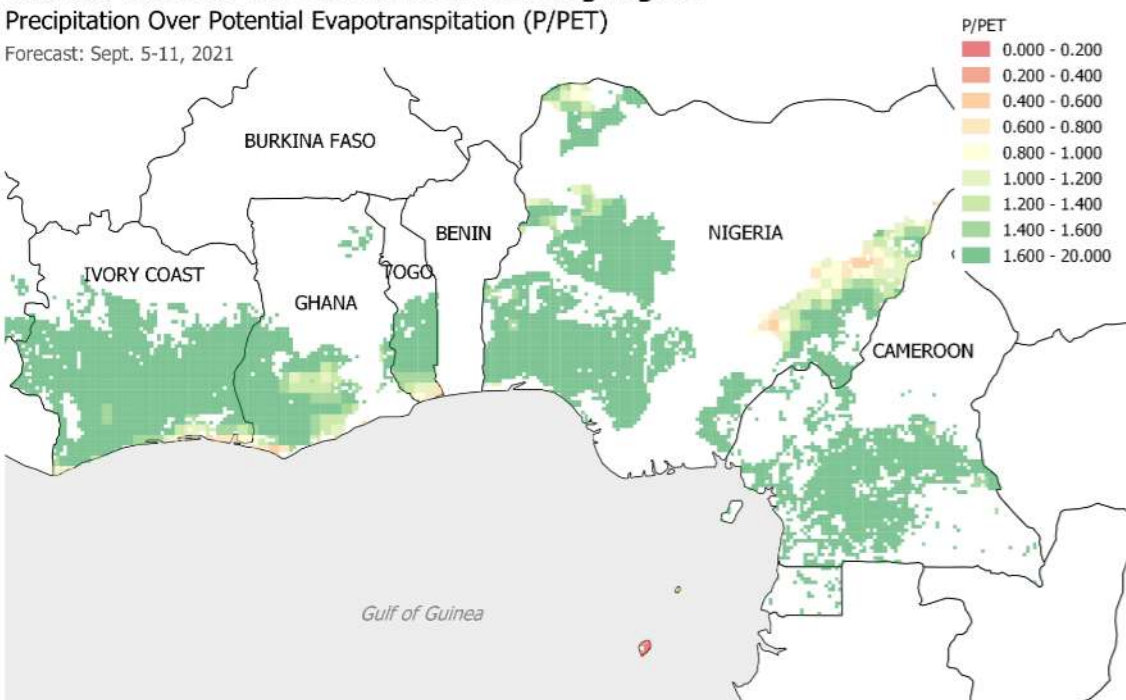 Precipitation Over Potential Evapotranspitation (P/PET)
Forecast: Sept. 5-11, 2021
P/PET
0.000 - 0.200
0.200 - 0.400
0.400 - 0.600
0.600 - 0.800
0.800 - 1.000
1.000 - 1.200
1.200 - 1.400
1.400 - 1.600
1.600 - 20.000
BURKINA FASO
BENIN
NIGERIA
IVORY COAST
TOGO
GHANA
CAMEROON
Gulf of Guinea